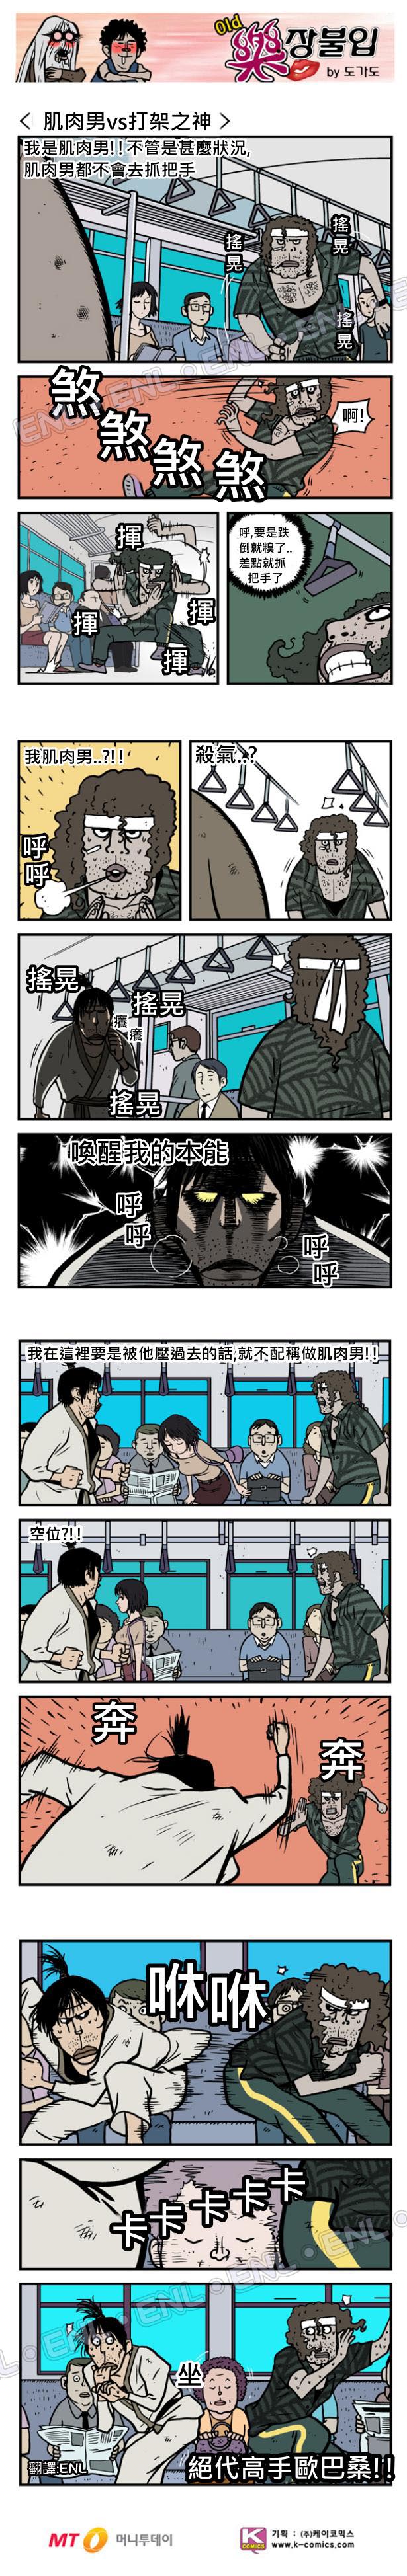 Old
樂
장불입
by 도가도
< 肌肉男vs打架之神 >
我是肌肉男!!不管是甚麼狀況,
肌肉男都不會去抓把手
搖晃
搖晃
搖晃
煞
煞
煞
煞
啊!
揮
揮
揮
揮
呼,要是跌
倒就糗了..
差點就抓
把手了
我肌肉男..?!!
呼
呼
殺氣..?
搖晃
搖晃
癢
癢
搖晃
喚醒我的本能
呼
呼
呼
呼
我在這裡要是被他壓過去的話,就不配稱做肌肉男!!
空位?!!
奔
奔
咻咻
卡卡卡卡卡
坐
翻譯:ENL
絕代高手歐巴桑!!
MT 머니투데이
K COMICS
기획 : (주)케이코믹스
www.k-comics.com